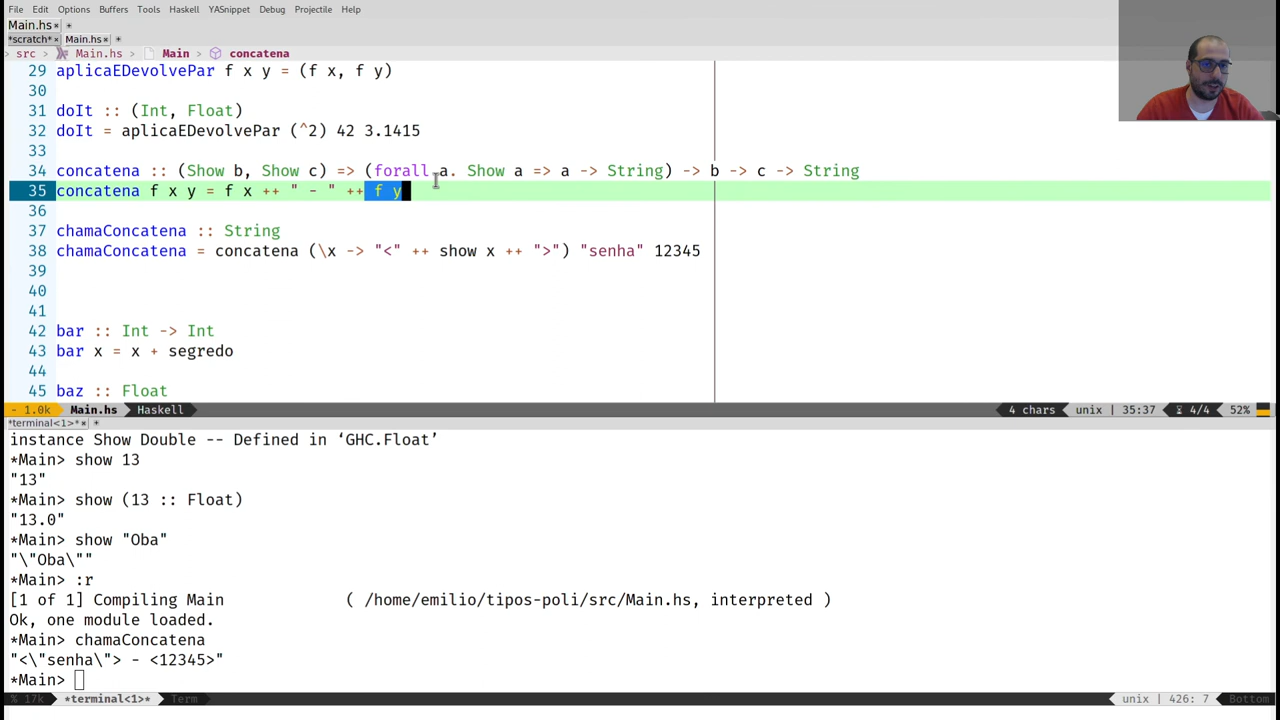 File Edit Options Buffers Tools Haskell YASnippet Debug Projectile Help
Main.hs× +
*scratch*× Main.hs× +
> src > Main.hs > Main > concatena
29 aplicaEDevolvePar f x y = (f x, f y)
30
31 doIt :: (Int, Float)
32 doIt = aplicaEDevolvePar (^2) 42 3.1415
33
34 concatena :: (Show b, Show c) => (forall a. Show a => a -> String) -> b -> c -> String
35 concatena f x y = f x ++ " - " ++ f y
36
37 chamaConcatena :: String
38 chamaConcatena = concatena (\x -> "<" ++ show x ++ ">") "senha" 12345
39
40
41
42 bar :: Int -> Int
43 bar x = x + segredo
44
45 baz :: Float
- 1.0k Main.hs Haskell 4 chars unix | 35:37 4/4 52%
*terminal<1>*× +
instance Show Double -- Defined in ‘GHC.Float’
*Main> show 13
"13"
*Main> show (13 :: Float)
"13.0"
*Main> show "Oba"
"\"Oba\""
*Main> :r
[1 of 1] Compiling Main ( /home/emilio/tipos-poli/src/Main.hs, interpreted )
Ok, one module loaded.
*Main> chamaConcatena
"<\"senha\"> - <12345>"
*Main>
% 17k *terminal<1>* Term unix | 426: 7 Bottom